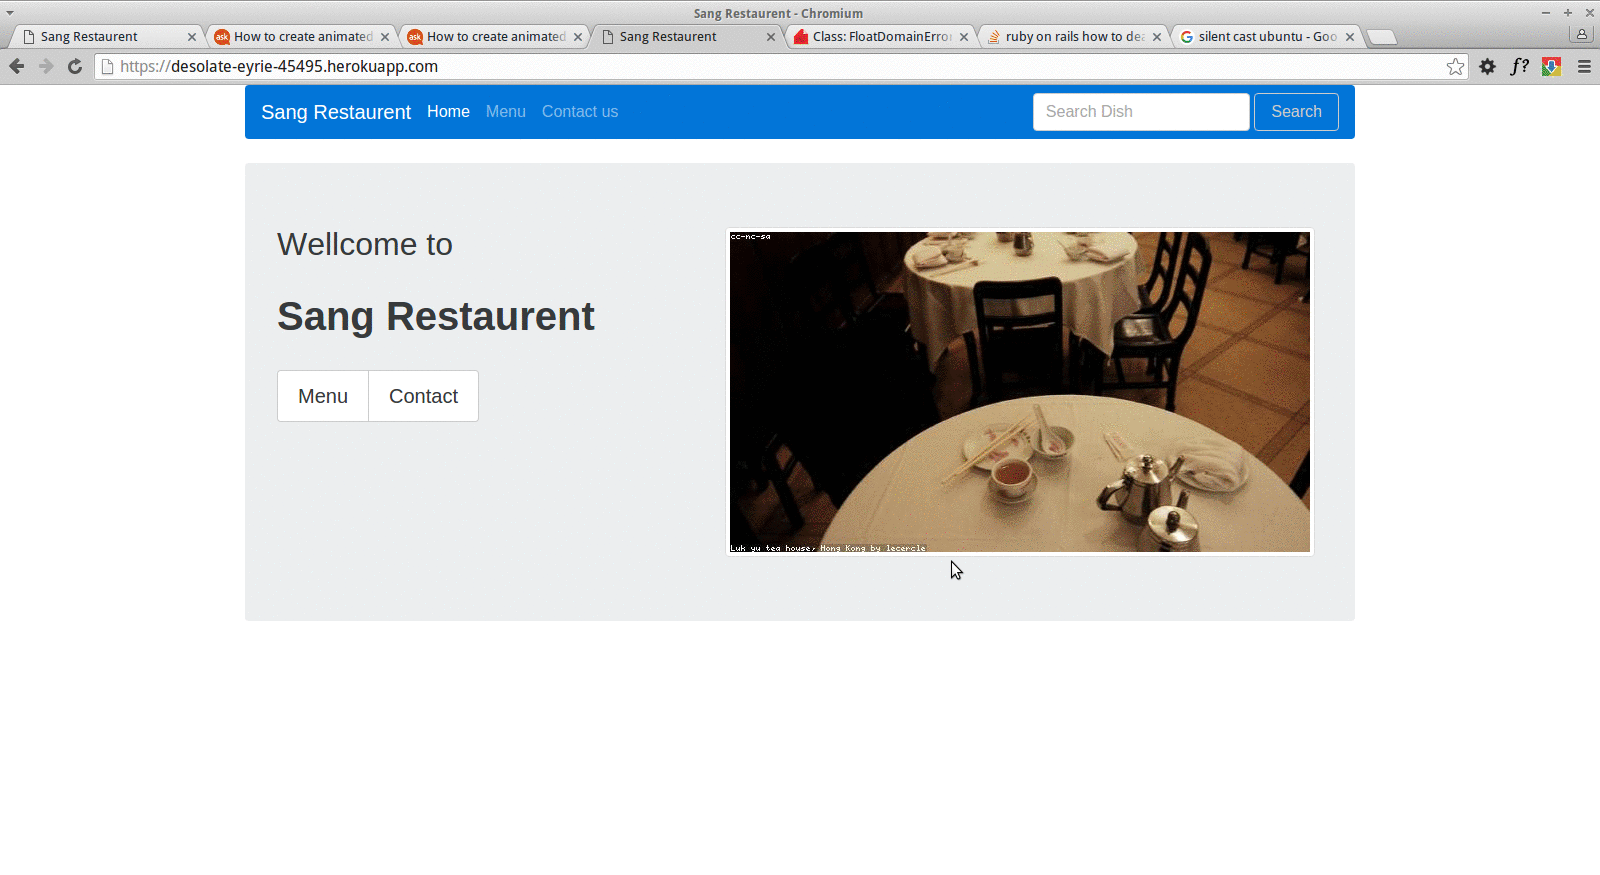 Sang Restaurent - Chromium
Sang Restaurent
How to create animated
How to create animated
Sang Restaurent
Class: FloatDomainErro
ruby on rails how to dea
silent cast ubuntu - Goo
https://desolate-eyrie-45495.herokuapp.com
f?
Sang Restaurent Home Menu Contact us Search Dish Search
Wellcome to
Sang Restaurent
Menu Contact
cc-nc-sa
Luk yu tea house, Hong Kong by lecercle